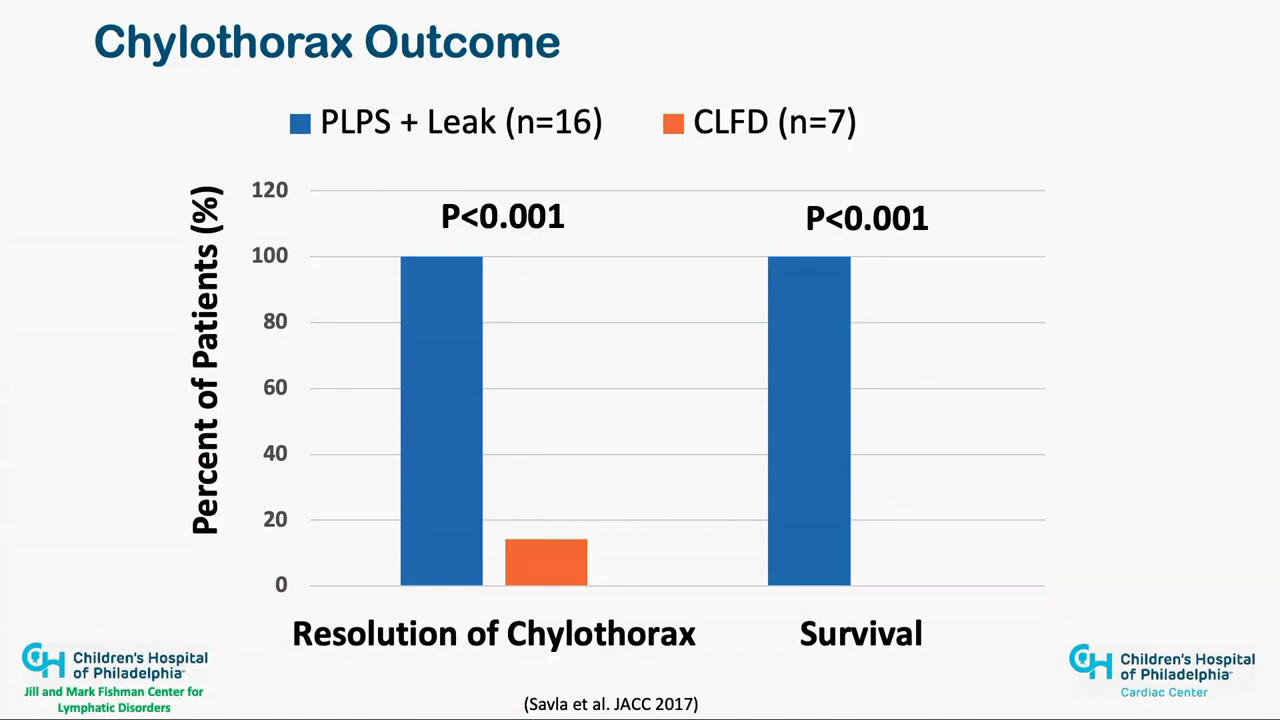 Chylothorax Outcome
PLPS + Leak (n=16)
CLFD (n=7)
Percent of Patients (%)
120
100
80
60
40
20
0
P<0.001
P<0.001
Resolution of Chylothorax
Survival
CH
Children's Hospital
of Philadelphia
Jill and Mark Fishman Center for
Lymphatic Disorders
(Savla et al. JACC 2017)
CH
Children's Hospital
of Philadelphia
Cardiac Center